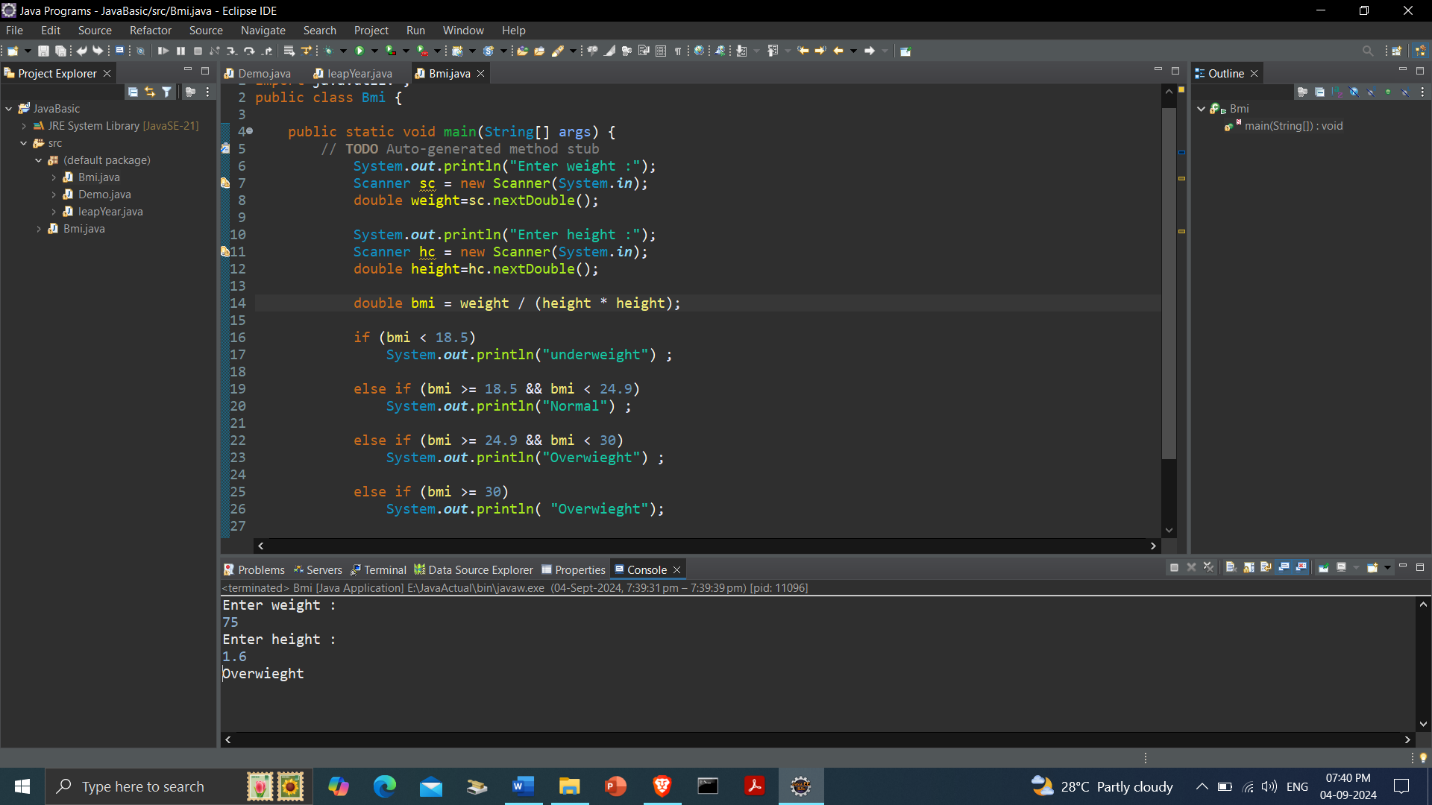 Java Programs - JavaBasic/src/Bmi.java - Eclipse IDE
File Edit Source Refactor Source Navigate Search Project Run Window Help
Project Explorer
JavaBasic
JRE System Library [JavaSE-21]
src
(default package)
Bmi.java
Demo.java
leapYear.java
Bmi.java
Demo.java leapYear.java Bmi.java
2 public class Bmi {
3
4 public static void main(String[] args) {
5 // TODO Auto-generated method stub
6 System.out.println("Enter weight :");
7 Scanner sc = new Scanner(System.in);
8 double weight=sc.nextDouble();
9
10 System.out.println("Enter height :");
11 Scanner hc = new Scanner(System.in);
12 double height=hc.nextDouble();
13
14 double bmi = weight / (height * height);
15
16 if (bmi < 18.5)
17 System.out.println("underweight") ;
18
19 else if (bmi >= 18.5 && bmi < 24.9)
20 System.out.println("Normal") ;
21
22 else if (bmi >= 24.9 && bmi < 30)
23 System.out.println("Overwieght") ;
24
25 else if (bmi >= 30)
26 System.out.println( "Overwieght");
27
Outline
Bmi
main(String[]) : void
Problems Servers Terminal Data Source Explorer Properties Console
<terminated> Bmi [Java Application] E:\JavaActual\bin\javaw.exe (04-Sept-2024, 7:39:31 pm – 7:39:39 pm) [pid: 11096]
Enter weight :
75
Enter height :
1.6
Overwieght
Type here to search
28°C Partly cloudy
ENG
07:40 PM
04-09-2024